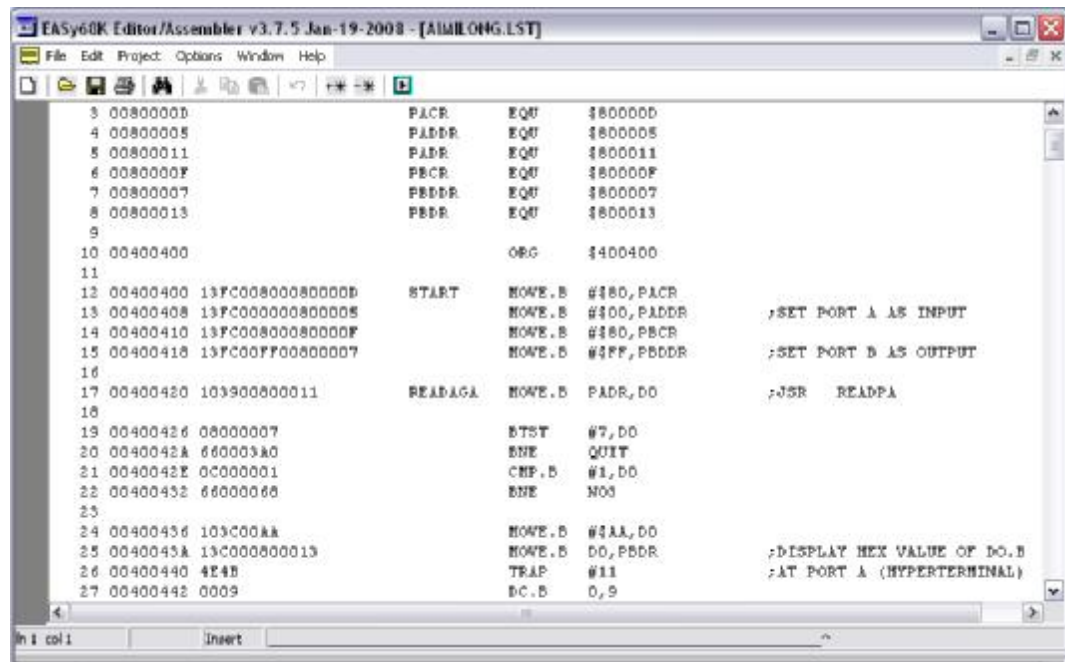 EASy68K Editor/Assembler v3.7.5 Jan-19-2008 - [AIMILONG.LST]
File Edit Project Options Window Help
3 0080000D PACR EQU $80000D
4 00800005 PADDR EQU $800005
5 00800011 PADR EQU $800011
6 0080000F PBCR EQU $80000F
7 00800007 PBDDR EQU $800007
8 00800013 PBDR EQU $800013
9
10 00400400 ORG $400400
11
12 00400400 13FC00800080000D START MOVE.B #$80,PACR
13 00400408 13FC000000800005 MOVE.B #$00,PADDR ;SET PORT A AS INPUT
14 00400410 13FC00800080000F MOVE.B #$80,PBCR
15 00400418 13FC00FF00800007 MOVE.B #$FF,PBDDR ;SET PORT B AS OUTPUT
16
17 00400420 103900800011 READAGA MOVE.B PADR,D0 ;JSR READPA
18
19 00400426 08000007 BTST #7,D0
20 0040042A 660003A0 BNE QUIT
21 0040042E 0C000001 CMP.B #1,D0
22 00400432 66000068 BNE NO3
23
24 00400436 103C00AA MOVE.B #$AA,D0
25 0040043A 13C000800013 MOVE.B D0,PBDR ;DISPLAY HEX VALUE OF D0.B
26 00400440 4E4B TRAP #11 ;AT PORT A (HYPERTERMINAL)
27 00400442 0009 DC.B 0,9
ln 1 col 1 Insert